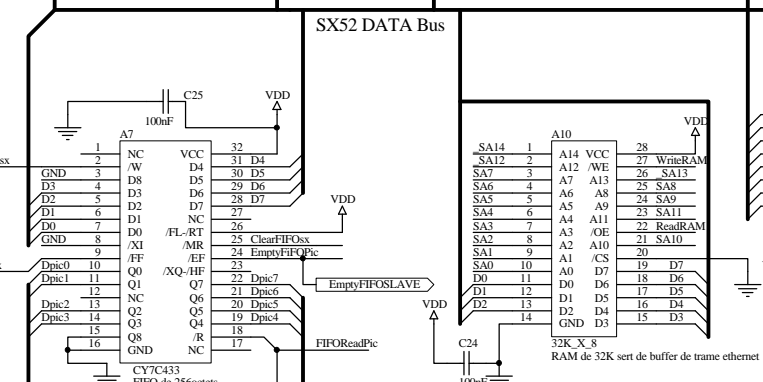 SX52 DATA Bus
C25
100nF
VDD
A7
1 NC VCC 32
2 /W D4 31 D4
GND 3 D8 D5 30 D5
D3 4 D3 D6 29 D6
D2 5 D2 D7 28 D7
D1 6 D1 NC 27
D0 7 D0 /FL-/RT 26
GND 8 /XI /MR 25 ClearFIFOsx
9 /FF /EF 24 EmptyFiFOPic
Dpic0 10 Q0 /XQ-/HF 23
Dpic1 11 Q1 Q7 22 Dpic7
12 NC Q6 21 Dpic6
Dpic2 13 Q2 Q5 20 Dpic5
Dpic3 14 Q3 Q4 19 Dpic4
15 Q8 /R 18
16 GND NC 17
CY7C433
FIFO de 256octets
sx
x
VDD
EmptyFIFOSLAVE
FIFOReadPic
VDD
C24
100nF
VDD
A10
_SA14 1 A14 VCC 28
_SA12 2 A12 /WE 27 WriteRAM
SA7 3 A7 A13 26 _SA13
SA6 4 A6 A8 25 SA8
SA5 5 A5 A9 24 SA9
SA4 6 A4 A11 23 SA11
SA3 7 A3 /OE 22 ReadRAM
SA2 8 A2 A10 21 SA10
SA1 9 A1 /CS 20
SA0 10 A0 D7 19 D7
D0 11 D0 D6 18 D6
D1 12 D1 D5 17 D5
D2 13 D2 D4 16 D4
14 GND D3 15 D3
32K_X_8
RAM de 32K sert de buffer de trame ethernet